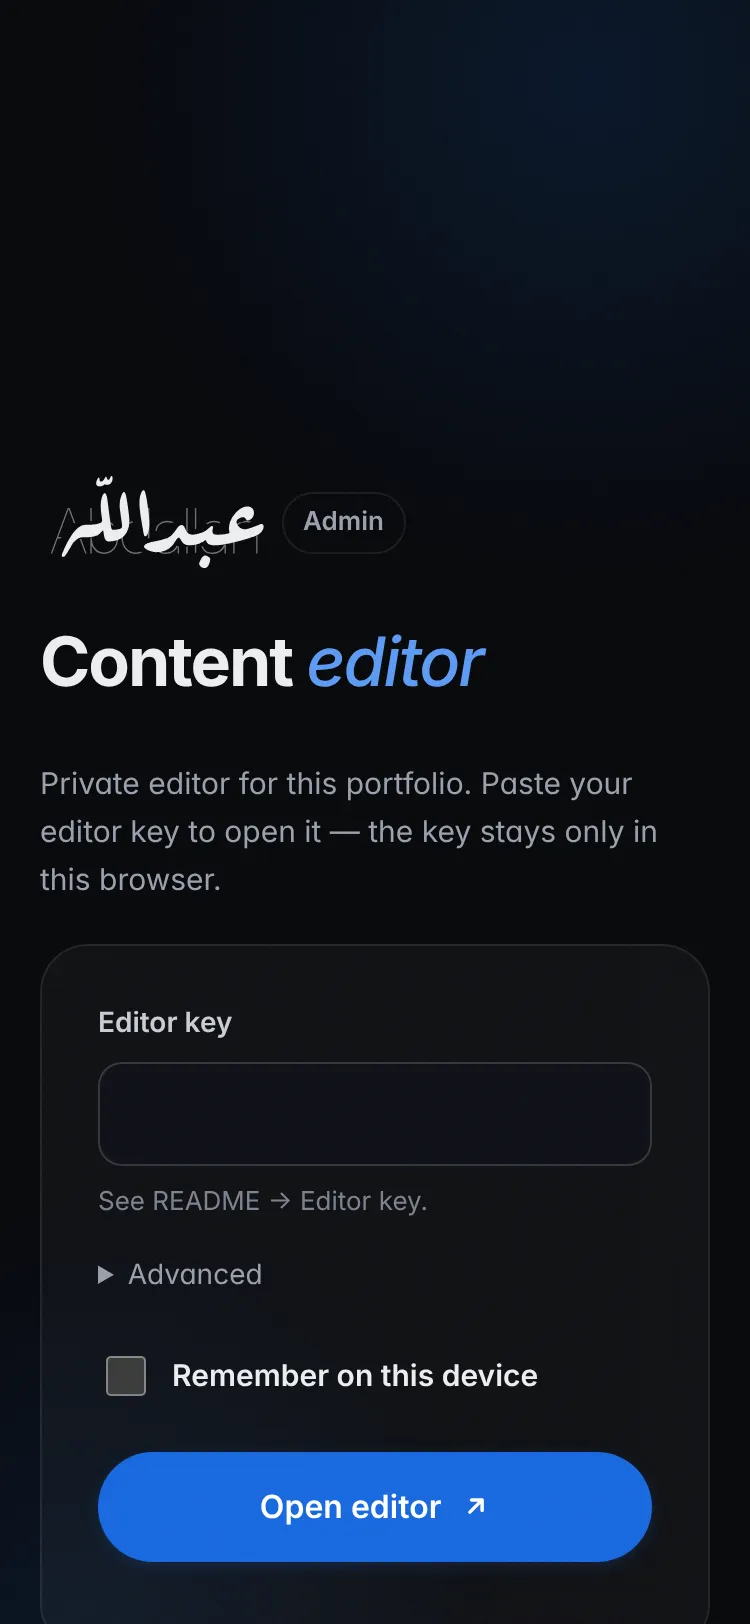 عبدالله
Abdallah
Admin
Content editor
Private editor for this portfolio. Paste your
editor key to open it — the key stays only in
this browser.
Editor key
See README → Editor key.
Advanced
Remember on this device
Open editor ↗